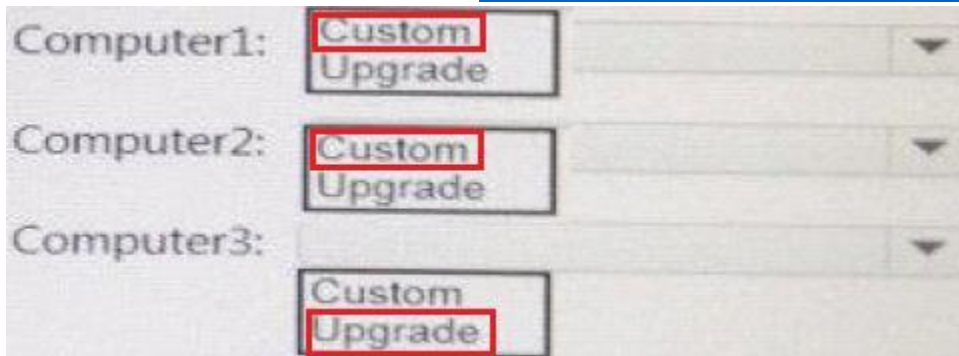 Computer1:
Custom
Upgrade
Computer2:
Custom
Upgrade
Computer3:
Custom
Upgrade